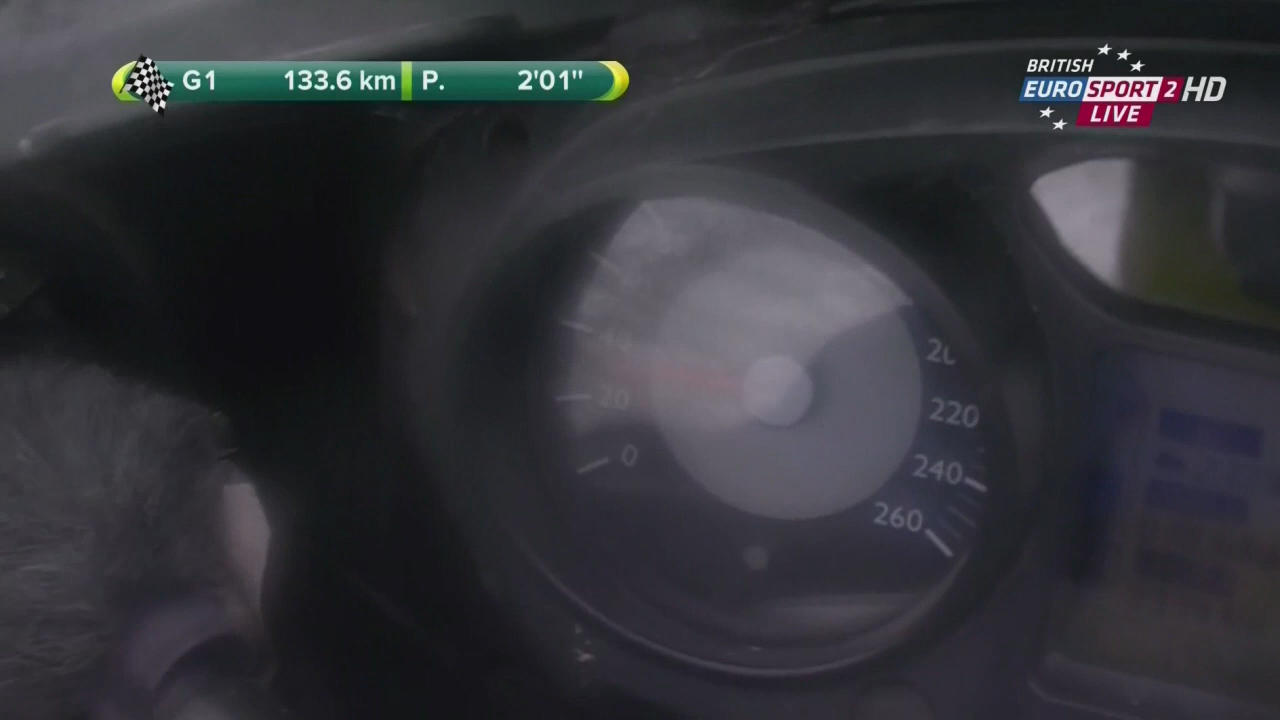 G1 133.6 km P. 2'01"
BRITISH
EUROSPORT 2 HD
LIVE
20
0
220
240
260